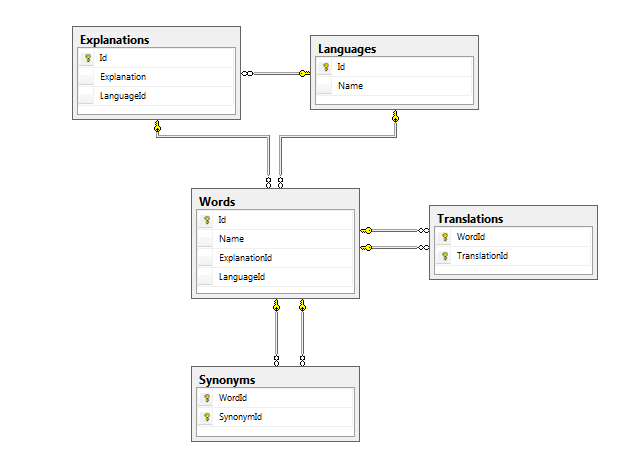 Explanations
Id
Explanation
LanguageId
Languages
Id
Name
Words
Id
Name
ExplanationId
LanguageId
Translations
WordId
TranslationId
Synonyms
WordId
SynonymId